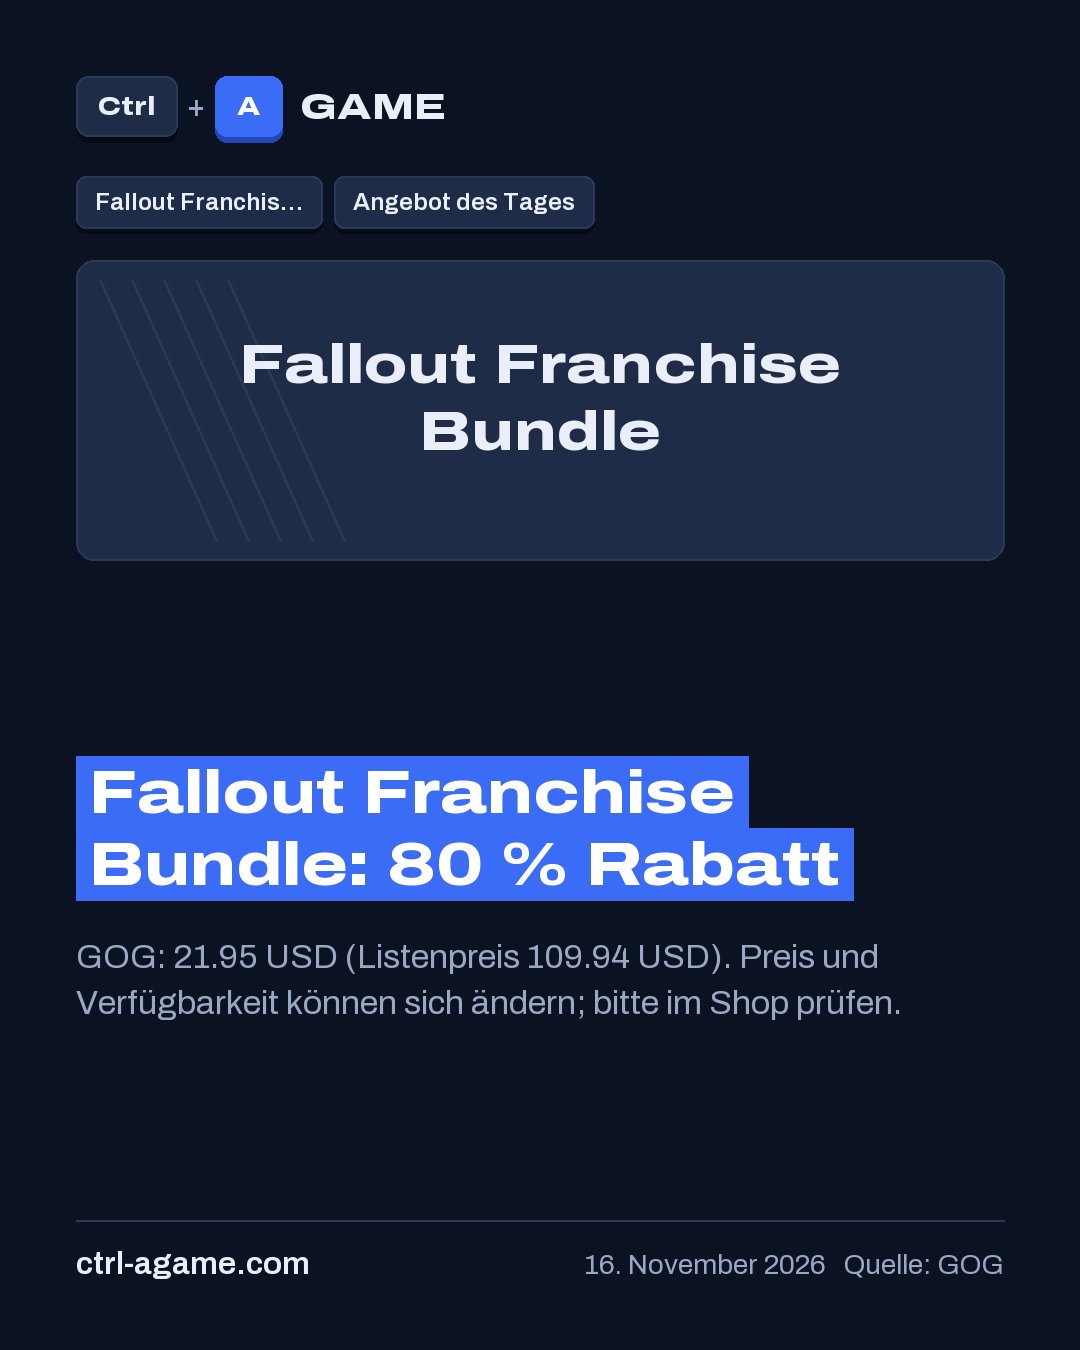 Ctrl + A GAME
Fallout Franchis... Angebot des Tages
Fallout Franchise
Bundle
Fallout Franchise
Bundle: 80 % Rabatt
GOG: 21.95 USD (Listenpreis 109.94 USD). Preis und
Verfügbarkeit können sich ändern; bitte im Shop prüfen.
ctrl-agame.com 16. November 2026 Quelle: GOG